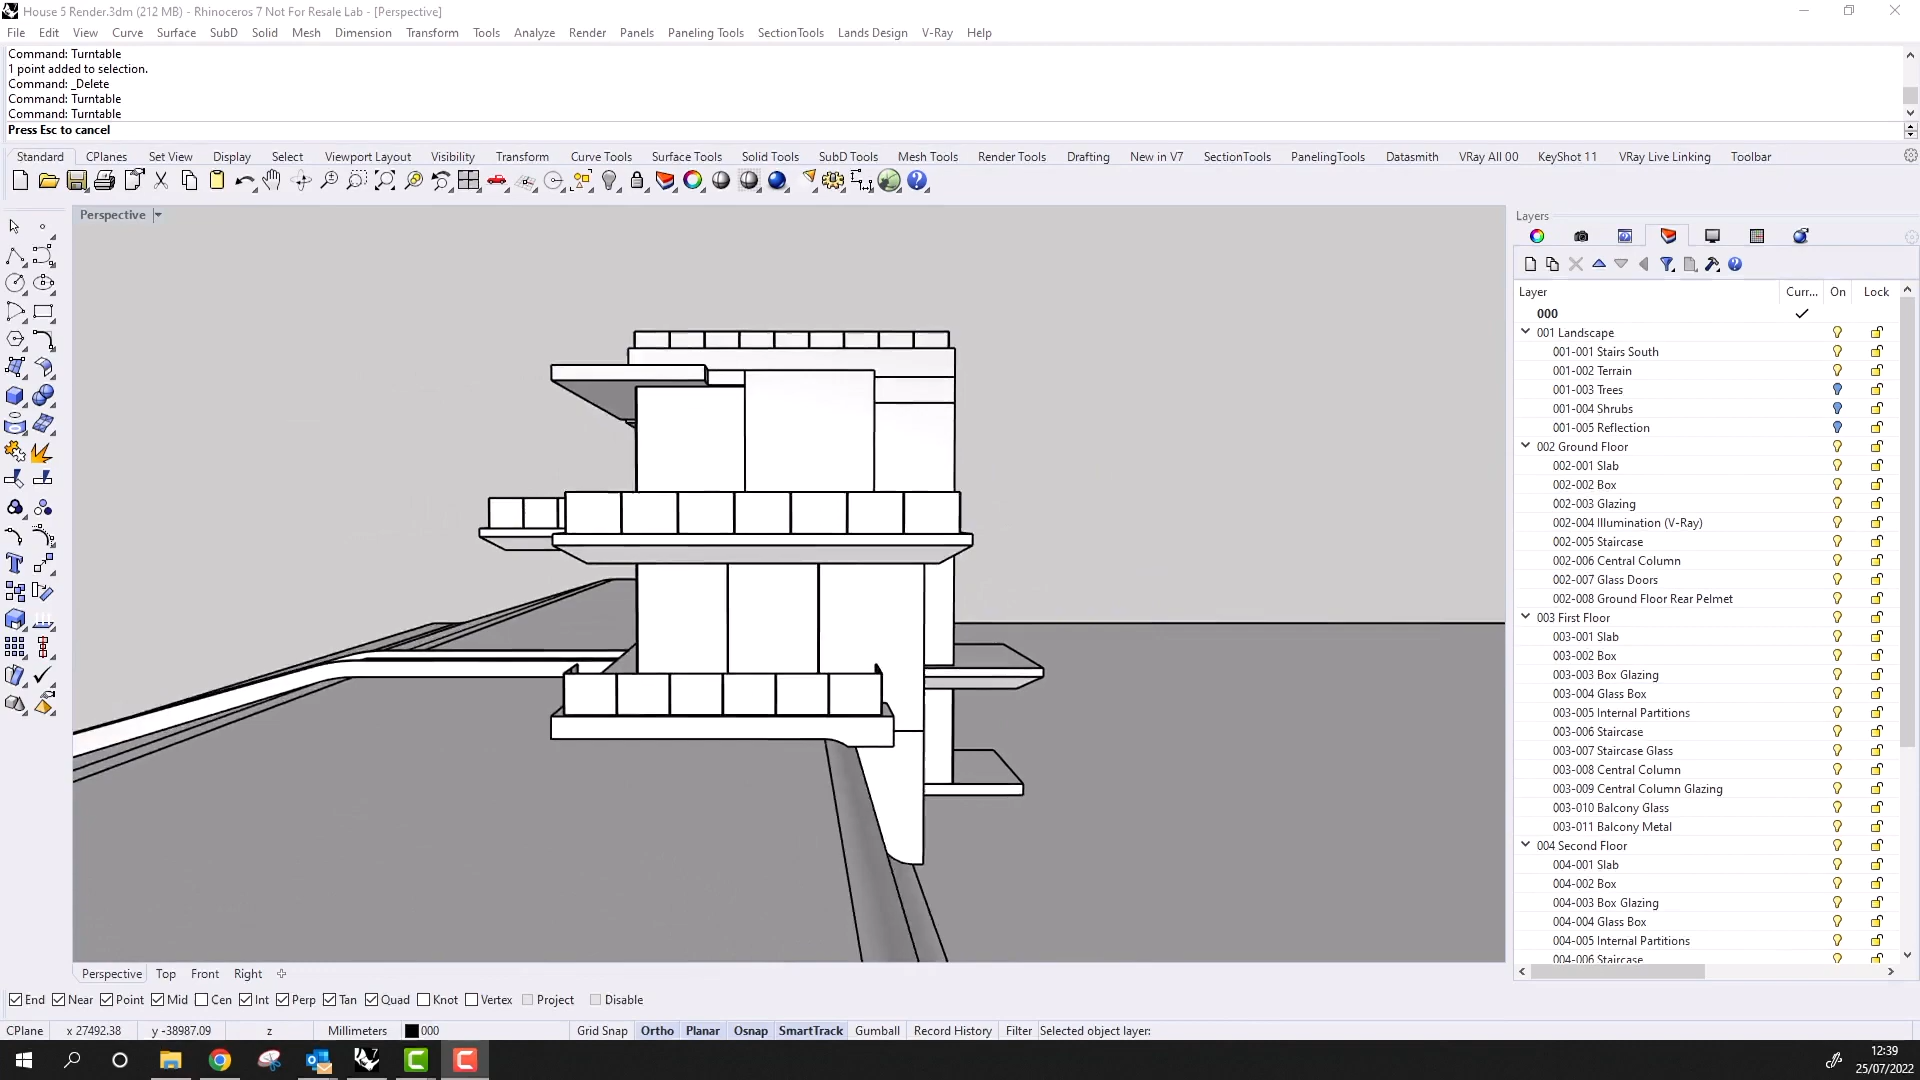 House 5 Render.3dm (212 MB) - Rhinoceros 7 Not For Resale Lab - [Perspective]
File Edit View Curve Surface SubD Solid Mesh Dimension Transform Tools Analyze Render Panels Paneling Tools SectionTools Lands Design V-Ray Help
Command: Turntable
1 point added to selection.
Command: _Delete
Command: Turntable
Command: Turntable
Press Esc to cancel
Standard CPlanes Set View Display Select Viewport Layout Visibility Transform Curve Tools Surface Tools Solid Tools SubD Tools Mesh Tools Render Tools Drafting New in V7 SectionTools PanelingTools Datasmith VRay All 00 KeyShot 11 VRay Live Linking Toolbar
Perspective
Layers
Layer Curr... On Lock
000
001 Landscape
001-001 Stairs South
001-002 Terrain
001-003 Trees
001-004 Shrubs
001-005 Reflection
002 Ground Floor
002-001 Slab
002-002 Box
002-003 Glazing
002-004 Illumination (V-Ray)
002-005 Staircase
002-006 Central Column
002-007 Glass Doors
002-008 Ground Floor Rear Pelmet
003 First Floor
003-001 Slab
003-002 Box
003-003 Box Glazing
003-004 Glass Box
003-005 Internal Partitions
003-006 Staircase
003-007 Staircase Glass
003-008 Central Column
003-009 Central Column Glazing
003-010 Balcony Glass
003-011 Balcony Metal
004 Second Floor
004-001 Slab
004-002 Box
004-003 Box Glazing
004-004 Glass Box
004-005 Internal Partitions
004-006 Staircase
Perspective Top Front Right
End Near Point Mid Cen Int Perp Tan Quad Knot Vertex Project Disable
CPlane x 27492.38 y -38987.09 z Millimeters 000 Grid Snap Ortho Planar Osnap SmartTrack Gumball Record History Filter Selected object layer:
12:39
25/07/2022